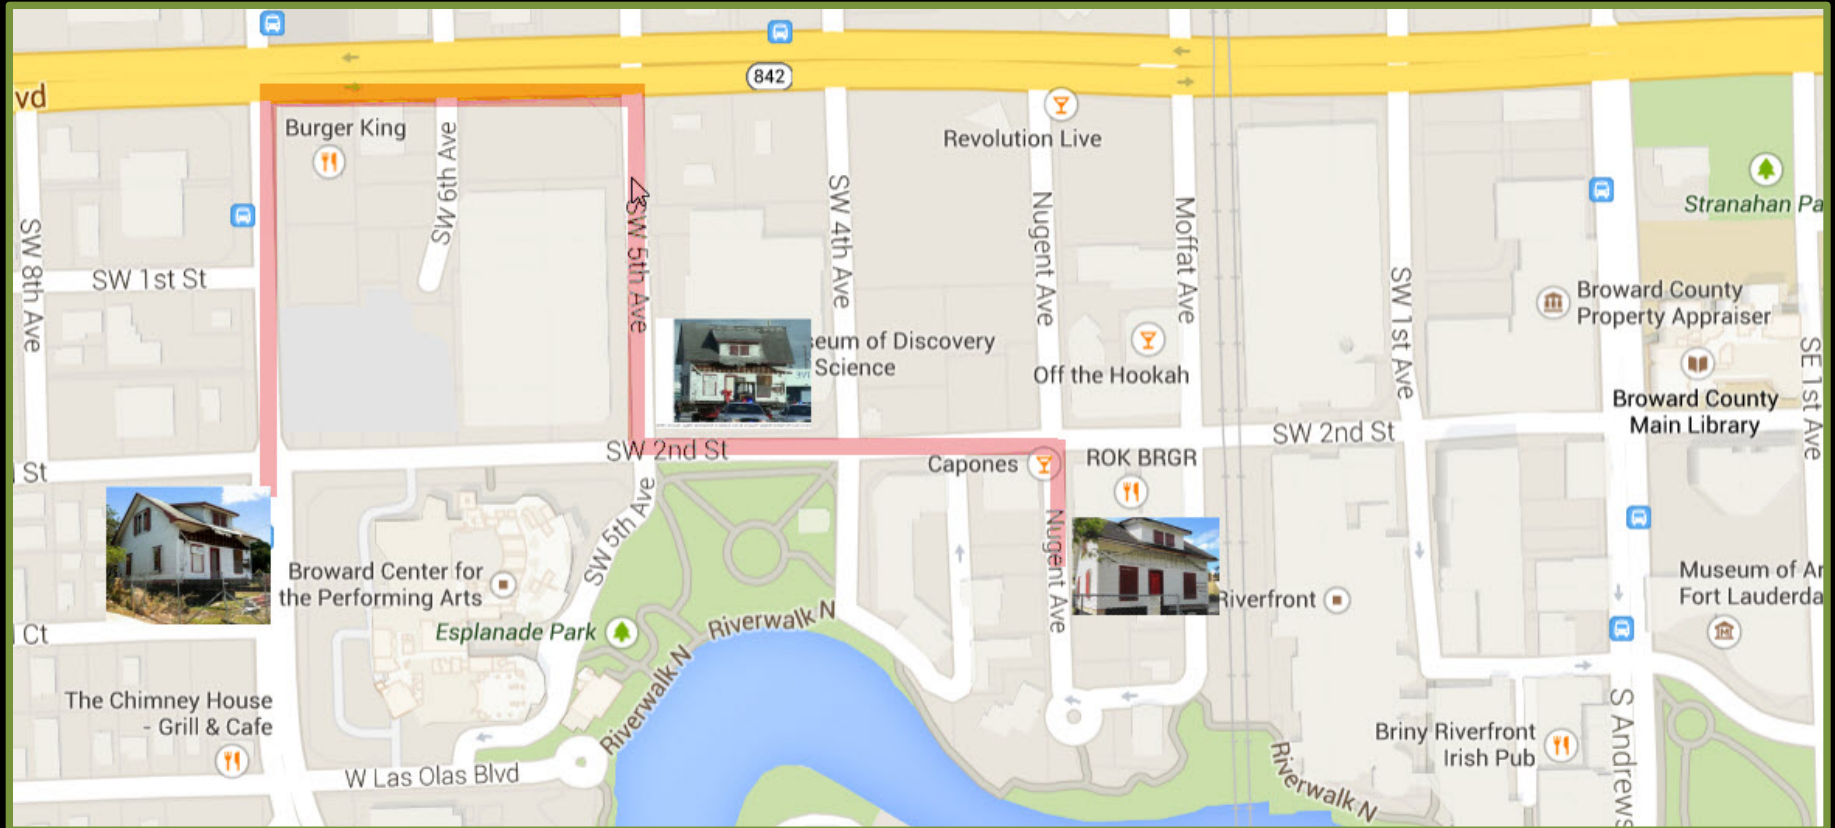 842
vd
Burger King
Revolution Live
SW 6th Ave
SW 5th Ave
SW 4th Ave
Nugent Ave
Moffat Ave
SW 8th Ave
SW 1st St
SW 1st Ave
Stranahan Pa
Broward County
Property Appraiser
seum of Discovery
Science
Off the Hookah
Broward County
Main Library
SE 1st Ave
SW 2nd St
SW 2nd St
St
Capones
ROK BRGR
SW 5th Ave
Nugent Ave
Broward Center for
the Performing Arts
Riverfront
Museum of Ar
Fort Lauderda
Ct
Esplanade Park
Riverwalk N
Riverwalk N
The Chimney House
- Grill & Cafe
W Las Olas Blvd
Riverwalk N
Briny Riverfront
Irish Pub
S Andrews